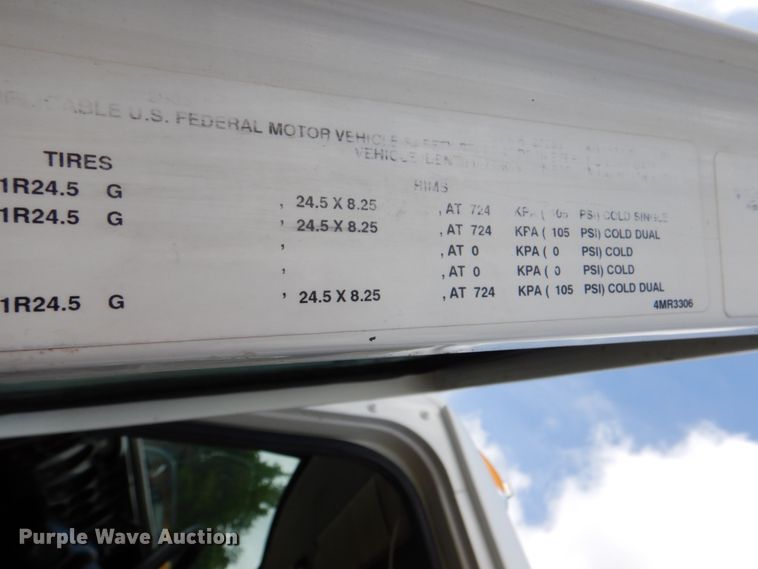 CABLE U.S. FEDERAL MOTOR VEHICLE
TIRES RIMS
1R24.5 G , 24.5 X 8.25 , AT 724 KPA ( 105 PSI) COLD SINGLE
1R24.5 G , 24.5 X 8.25 , AT 724 KPA ( 105 PSI) COLD DUAL
, , AT 0 KPA ( 0 PSI) COLD
, , AT 0 KPA ( 0 PSI) COLD
1R24.5 G , 24.5 X 8.25 , AT 724 KPA ( 105 PSI) COLD DUAL
4MR3306
Purple Wave Auction